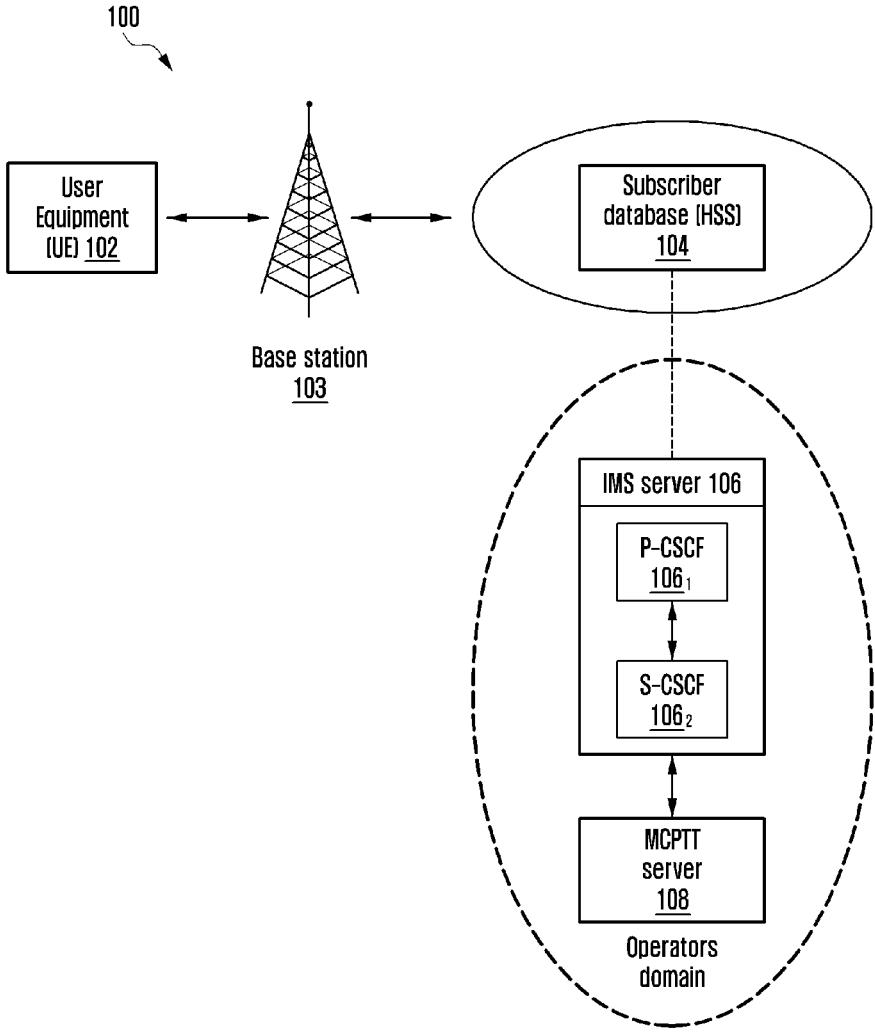 100
User
Equipment
(UE) 102
Base station
103
Subscriber
database (HSS)
104
IMS server 106
P-CSCF
106₁
S-CSCF
106₂
MCPTT
server
108
Operators
domain